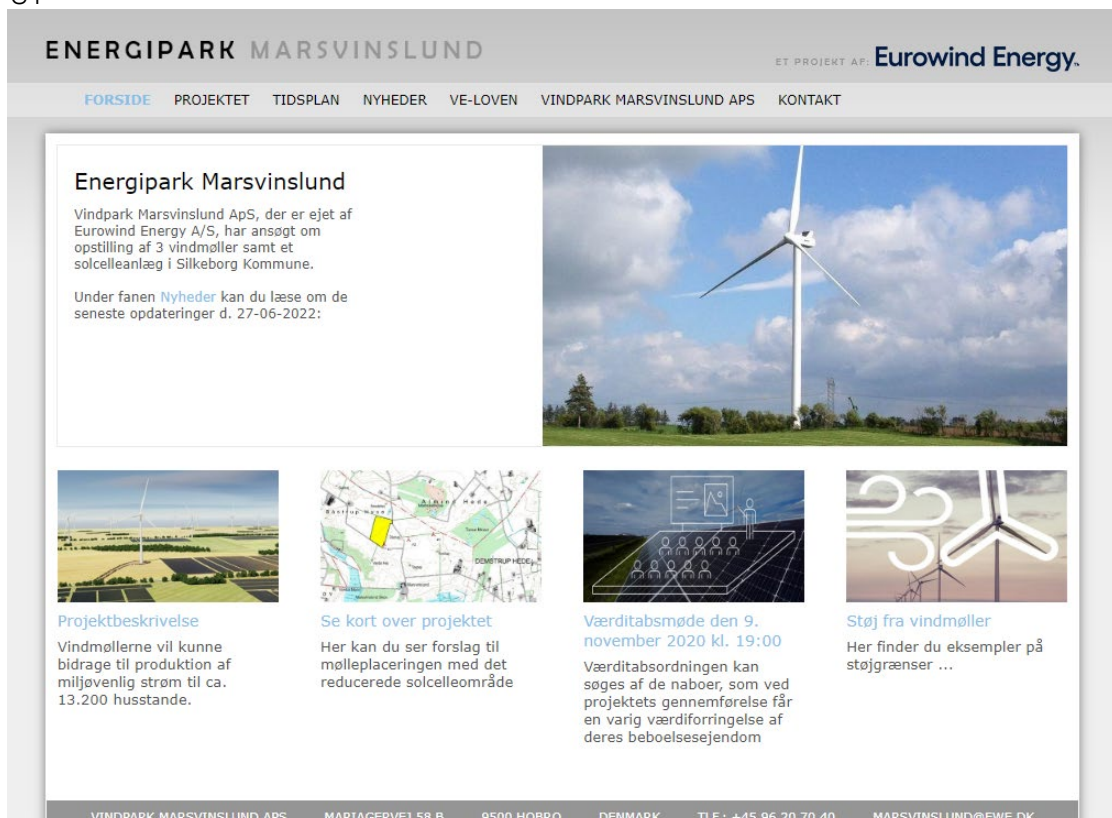 ENERGIPARK MARSVINSLUND
ET PROJEKT AF: Eurowind Energy
FORSIDE PROJEKTET TIDSPLAN NYHEDER VE-LOVEN VINDPARK MARSVINSLUND APS KONTAKT
Energipark Marsvinslund
Vindpark Marsvinslund ApS, der er ejet af
Eurowind Energy A/S, har ansøgt om
opstilling af 3 vindmøller samt et
solcelleanlæg i Silkeborg Kommune.
Under fanen Nyheder kan du læse om de
seneste opdateringer d. 27-06-2022:
DEMSTRUP HEDE
Projektbeskrivelse
Vindmøllerne vil kunne
bidrage til produktion af
miljøvenlig strøm til ca.
13.200 husstande.
Se kort over projektet
Her kan du ser forslag til
mølleplaceringen med det
reducerede solcelleområde
Værditabsmøde den 9.
november 2020 kl. 19:00
Værditabsordningen kan
søges af de naboer, som ved
projektets gennemførelse får
en varig værdiforringelse af
deres beboelsesejendom
Støj fra vindmøller
Her finder du eksempler på
støjgrænser ...
VINDPARK MARSVINSLUND APS MARIAGERVEJ 58 B 9500 HOBRO DENMARK TLF.: +45 96 20 70 40 MARSVINSLUND@EWE.DK